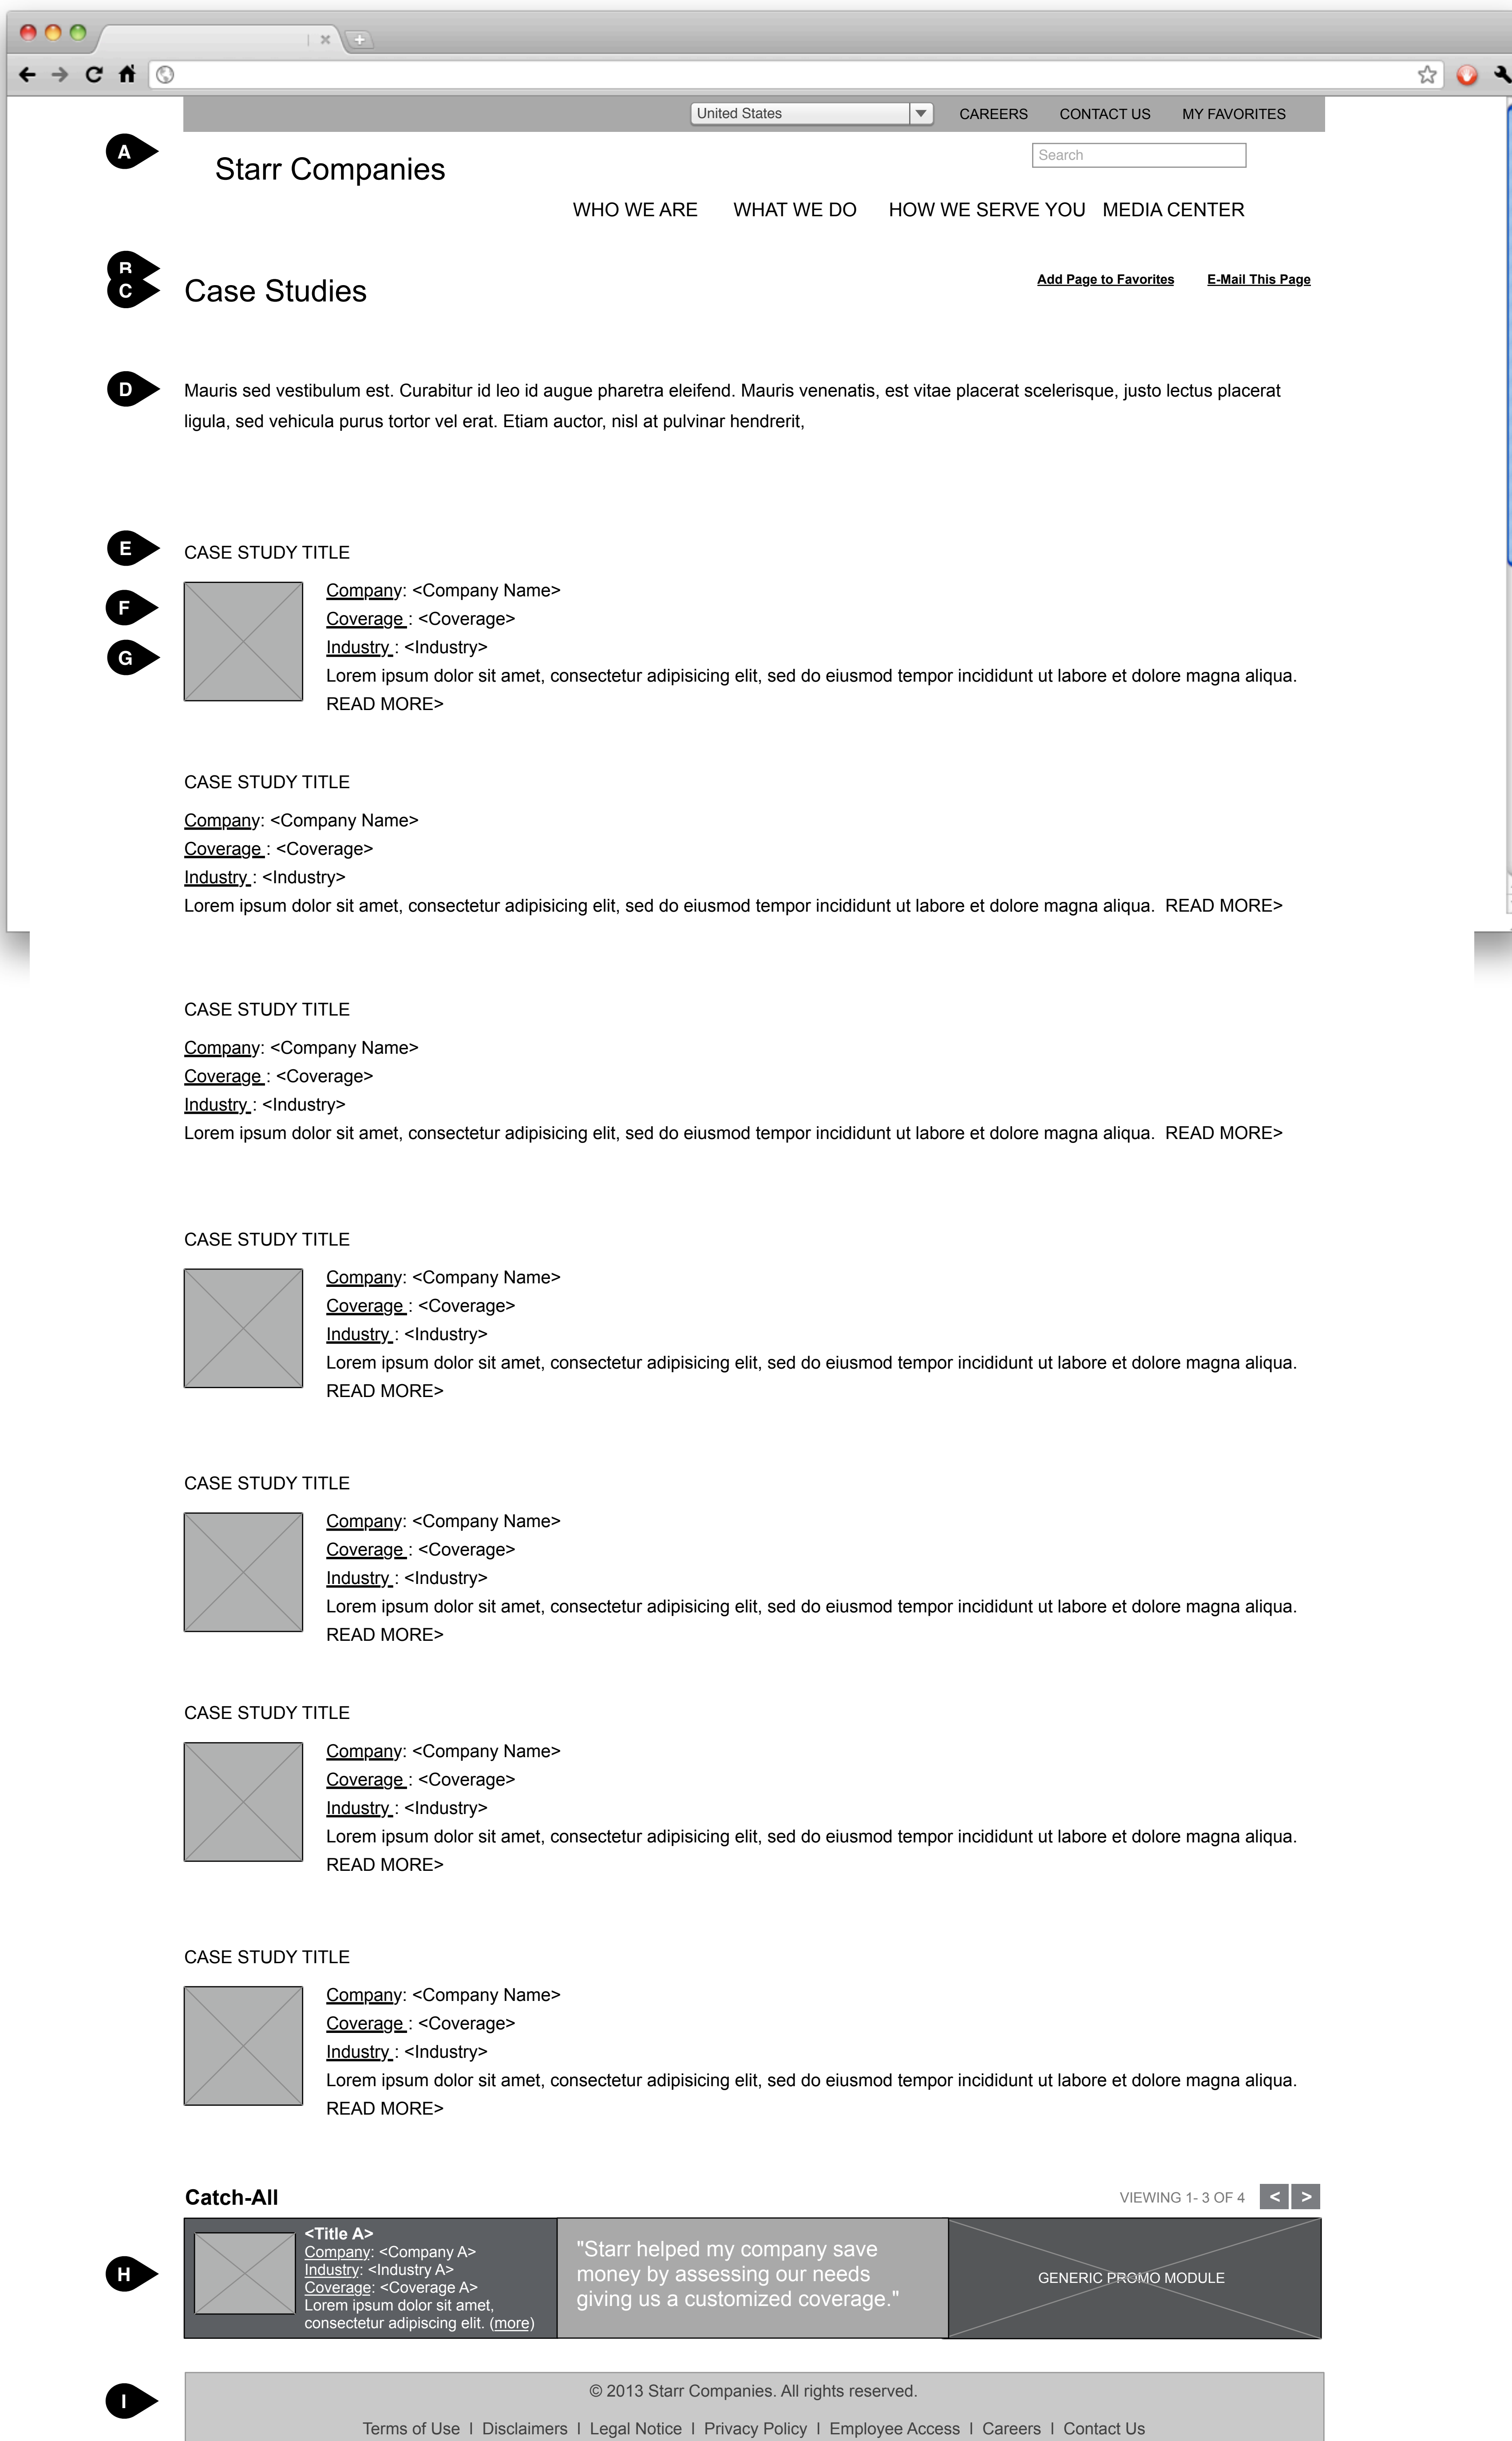 United States
CAREERS CONTACT US MY FAVORITES
A
Starr Companies
Search
WHO WE ARE WHAT WE DO HOW WE SERVE YOU MEDIA CENTER
B
C
Case Studies
Add Page to Favorites E-Mail This Page
D
Mauris sed vestibulum est. Curabitur id leo id augue pharetra eleifend. Mauris venenatis, est vitae placerat scelerisque, justo lectus placerat
ligula, sed vehicula purus tortor vel erat. Etiam auctor, nisl at pulvinar hendrerit,
E
CASE STUDY TITLE
F
G
Company: <Company Name>
Coverage : <Coverage>
Industry : <Industry>
Lorem ipsum dolor sit amet, consectetur adipisicing elit, sed do eiusmod tempor incididunt ut labore et dolore magna aliqua.
READ MORE>
CASE STUDY TITLE
Company: <Company Name>
Coverage : <Coverage>
Industry : <Industry>
Lorem ipsum dolor sit amet, consectetur adipisicing elit, sed do eiusmod tempor incididunt ut labore et dolore magna aliqua. READ MORE>
CASE STUDY TITLE
Company: <Company Name>
Coverage : <Coverage>
Industry : <Industry>
Lorem ipsum dolor sit amet, consectetur adipisicing elit, sed do eiusmod tempor incididunt ut labore et dolore magna aliqua. READ MORE>
CASE STUDY TITLE
Company: <Company Name>
Coverage : <Coverage>
Industry : <Industry>
Lorem ipsum dolor sit amet, consectetur adipisicing elit, sed do eiusmod tempor incididunt ut labore et dolore magna aliqua.
READ MORE>
CASE STUDY TITLE
Company: <Company Name>
Coverage : <Coverage>
Industry : <Industry>
Lorem ipsum dolor sit amet, consectetur adipisicing elit, sed do eiusmod tempor incididunt ut labore et dolore magna aliqua.
READ MORE>
CASE STUDY TITLE
Company: <Company Name>
Coverage : <Coverage>
Industry : <Industry>
Lorem ipsum dolor sit amet, consectetur adipisicing elit, sed do eiusmod tempor incididunt ut labore et dolore magna aliqua.
READ MORE>
CASE STUDY TITLE
Company: <Company Name>
Coverage : <Coverage>
Industry : <Industry>
Lorem ipsum dolor sit amet, consectetur adipisicing elit, sed do eiusmod tempor incididunt ut labore et dolore magna aliqua.
READ MORE>
Catch-All
VIEWING 1- 3 OF 4 < >
H
<Title A>
Company: <Company A>
Industry: <Industry A>
Coverage: <Coverage A>
Lorem ipsum dolor sit amet,
consectetur adipiscing elit. (more)
"Starr helped my company save
money by assessing our needs
giving us a customized coverage."
GENERIC PROMO MODULE
I
© 2013 Starr Companies. All rights reserved.
Terms of Use I Disclaimers I Legal Notice I Privacy Policy I Employee Access I Careers I Contact Us